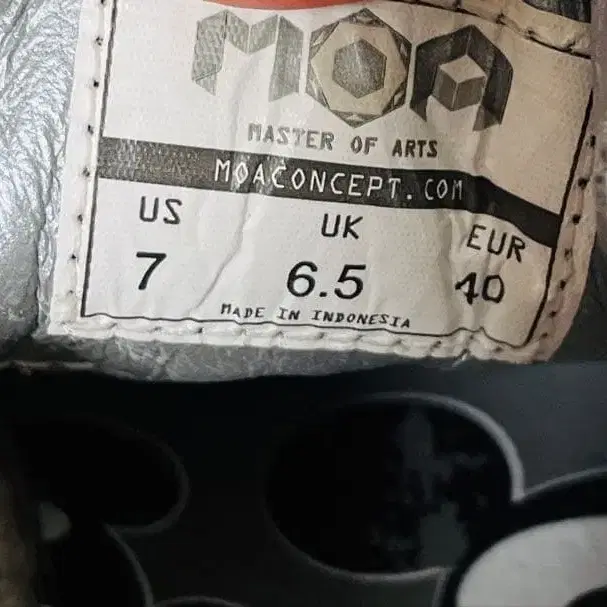 MOA
MASTER OF ARTS
MOACONCEPT.COM
US UK EUR
7 6.5 40
MADE IN INDONESIA